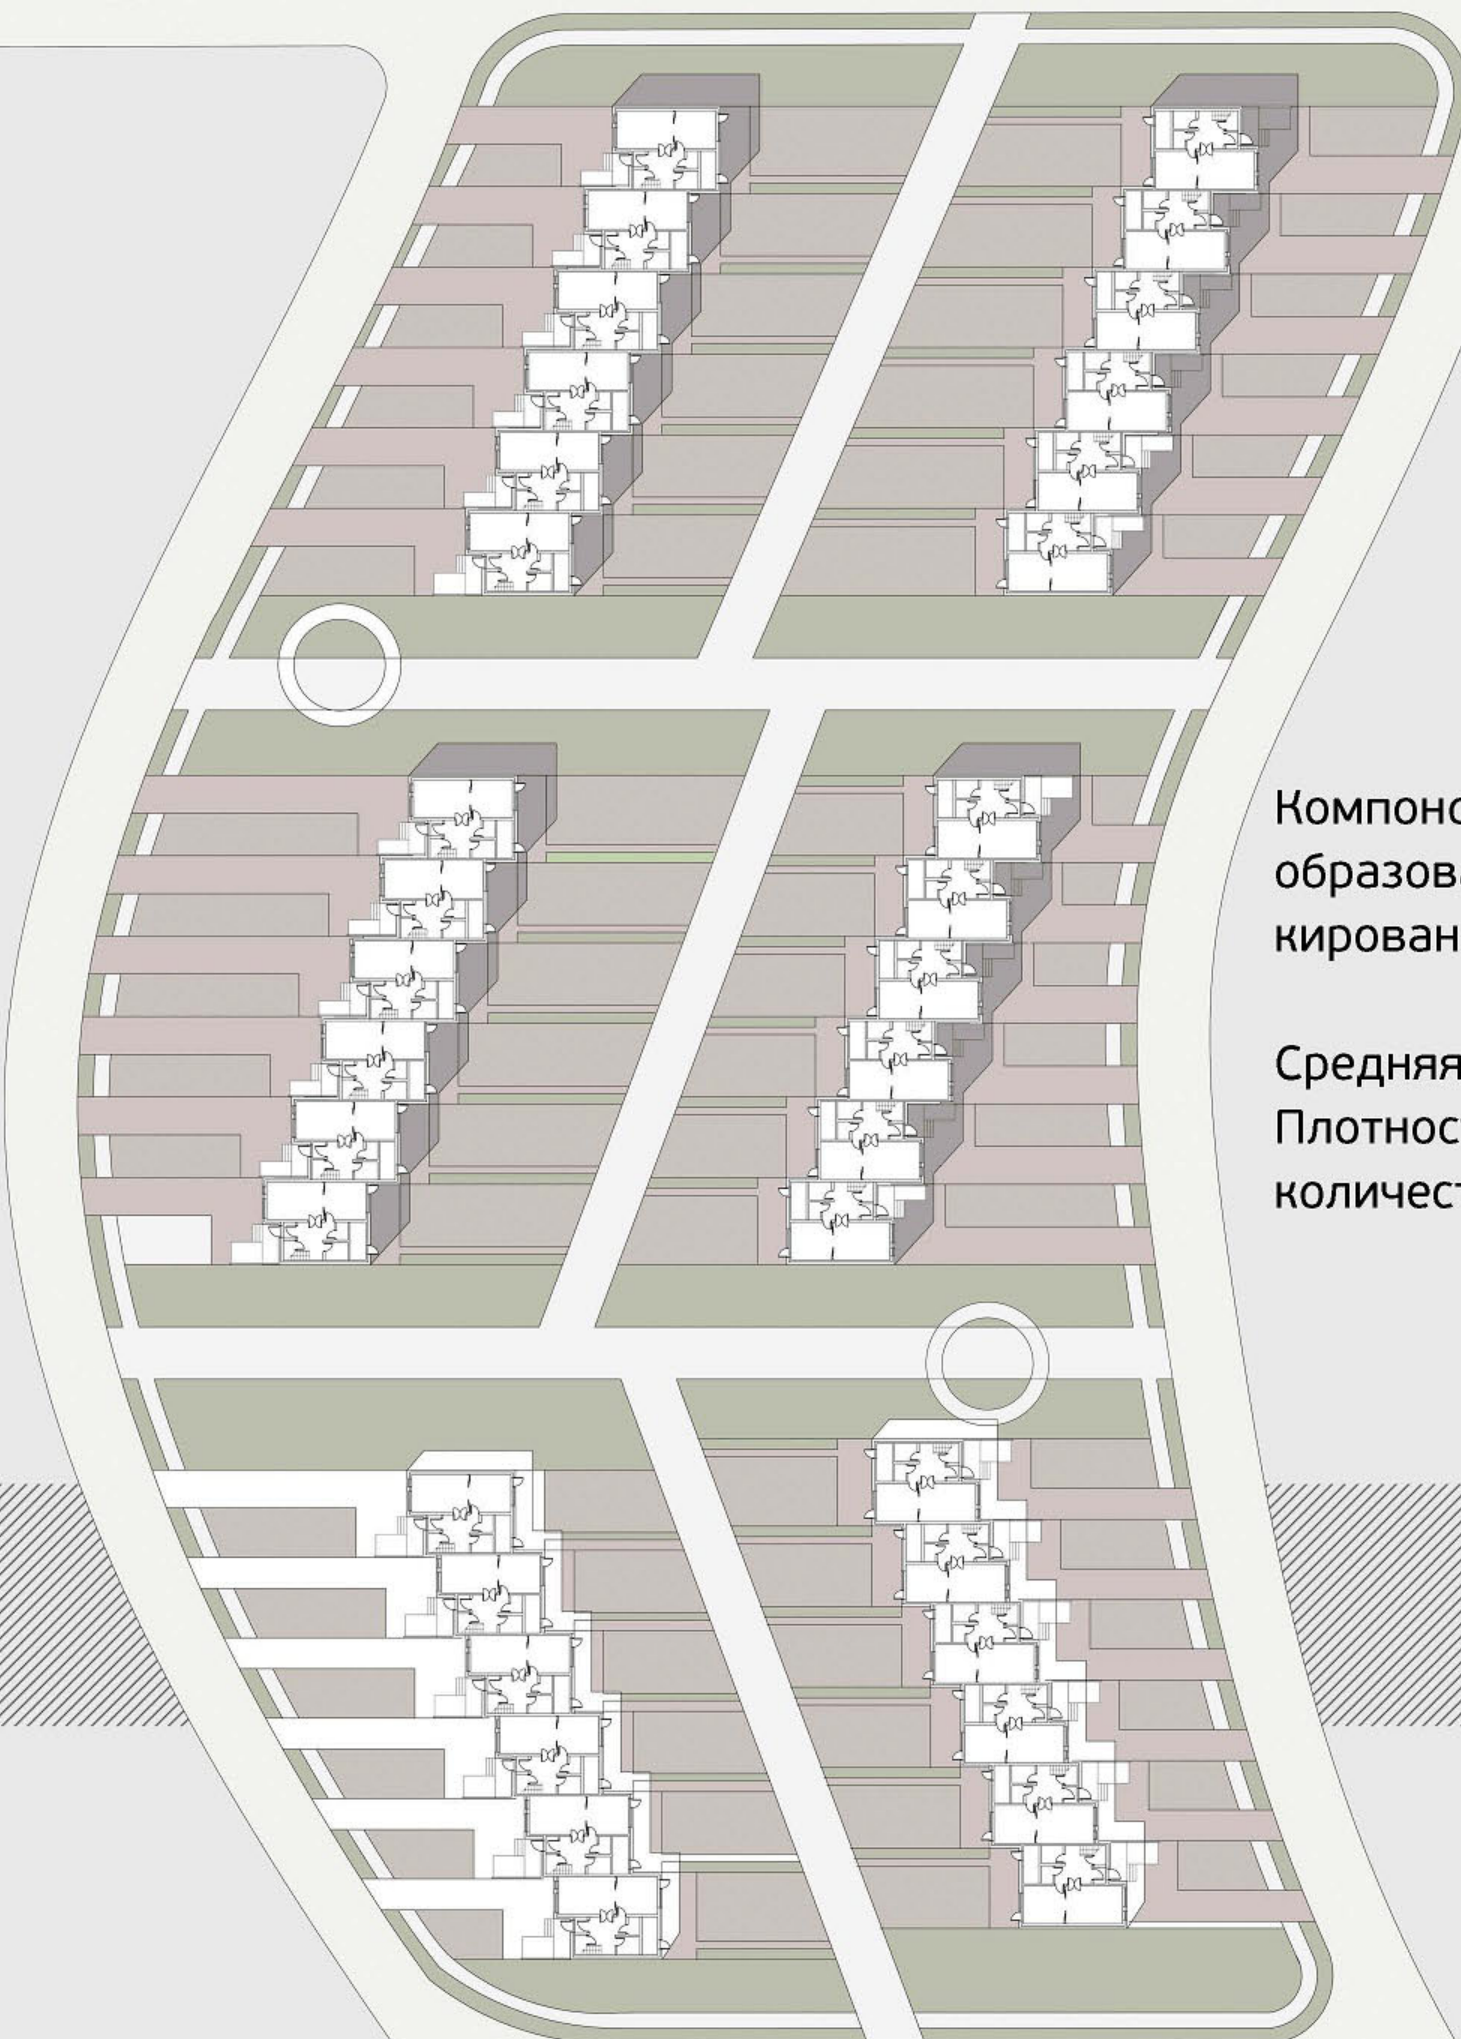 Компоно
образова
кирован
Средняя
Плотнос
количест